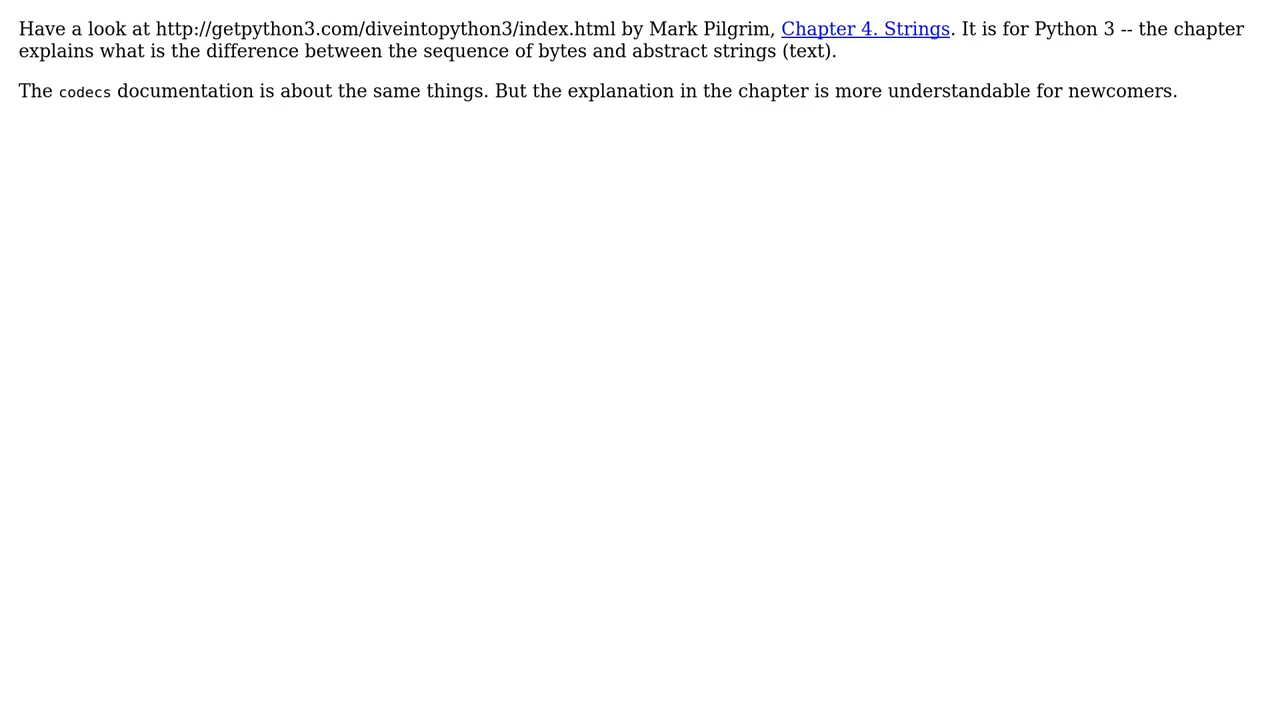 Have a look at http://getpython3.com/diveintopython3/index.html by Mark Pilgrim, Chapter 4. Strings. It is for Python 3 -- the chapter
explains what is the difference between the sequence of bytes and abstract strings (text).
The codecs documentation is about the same things. But the explanation in the chapter is more understandable for newcomers.